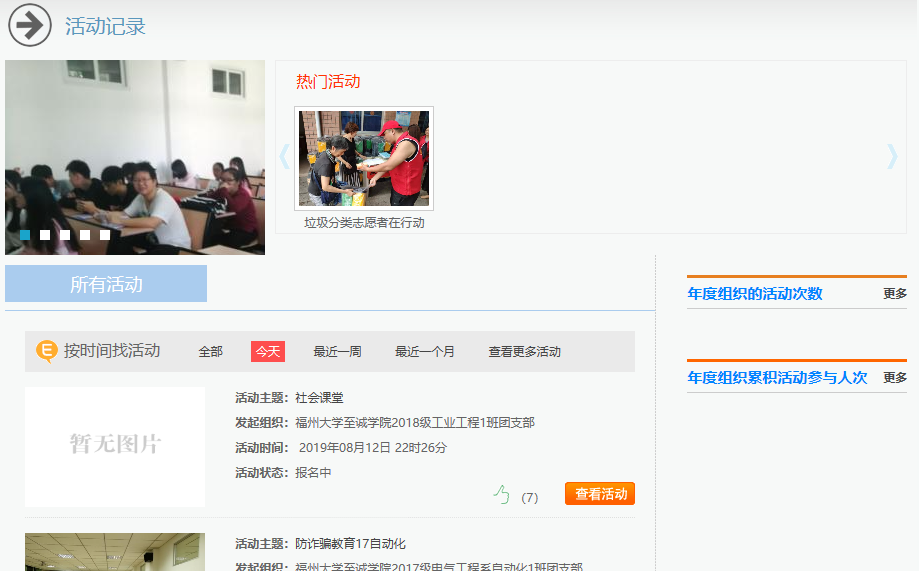 活动记录
热门活动
垃圾分类志愿者在行动
所有活动
年度组织的活动次数 更多
E 按时间找活动 全部 今天 最近一周 最近一个月 查看更多活动
年度组织累积活动参与人次 更多
暂无图片
活动主题：社会课堂
发起组织：福州大学至诚学院2018级工业工程1班团支部
活动时间： 2019年08月12日 22时26分
活动状态：报名中
(7) 查看活动
活动主题：防诈骗教育17自动化
发起组织：福州大学至诚学院2017级电气工程系自动化1班团支部